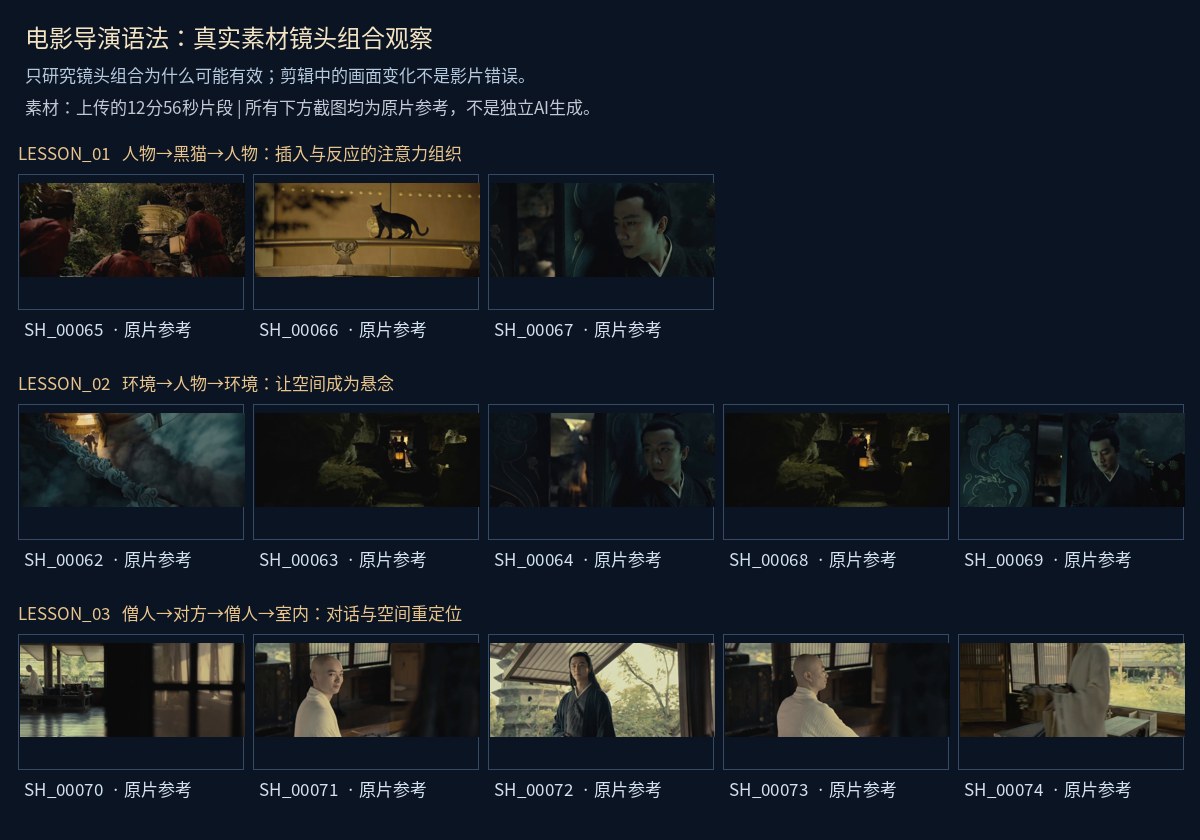 电影导演语法：真实素材镜头组合观察
只研究镜头组合为什么可能有效；剪辑中的画面变化不是影片错误。
素材：上传的12分56秒片段 | 所有下方截图均为原片参考，不是独立AI生成。
LESSON_01 人物→黑猫→人物：插入与反应的注意力组织
SH_00065 · 原片参考
SH_00066 · 原片参考
SH_00067 · 原片参考
LESSON_02 环境→人物→环境：让空间成为悬念
SH_00062 · 原片参考
SH_00063 · 原片参考
SH_00064 · 原片参考
SH_00068 · 原片参考
SH_00069 · 原片参考
LESSON_03 僧人→对方→僧人→室内：对话与空间重定位
SH_00070 · 原片参考
SH_00071 · 原片参考
SH_00072 · 原片参考
SH_00073 · 原片参考
SH_00074 · 原片参考